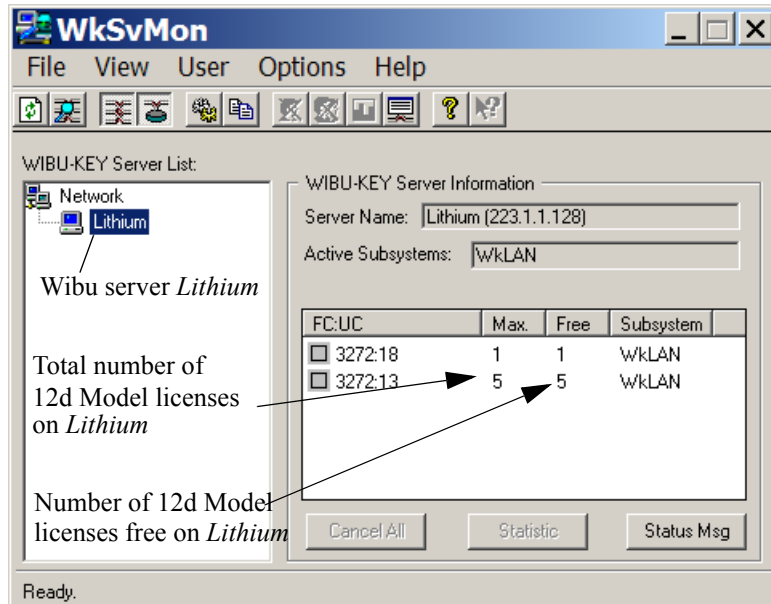 WkSvMon
File View User Options Help
WIBU-KEY Server List:
Network
Lithium
Wibu server Lithium
Total number of
12d Model licenses
on Lithium
Number of 12d Model
licenses free on Lithium
WIBU-KEY Server Information
Server Name: Lithium (223.1.1.128)
Active Subsystems: WkLAN
FC:UC Max. Free Subsystem
3272:18 1 1 WkLAN
3272:13 5 5 WkLAN
Cancel All Statistic Status Msg
Ready.